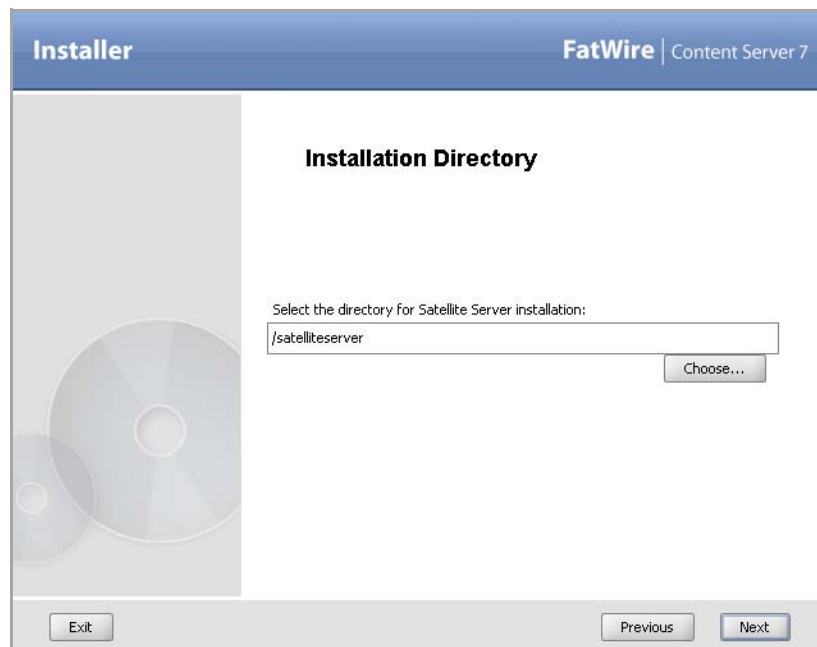 Installer
FatWire | Content Server 7
Installation Directory
Select the directory for Satellite Server installation:
/satelliteserver
Choose...
Exit
Previous
Next